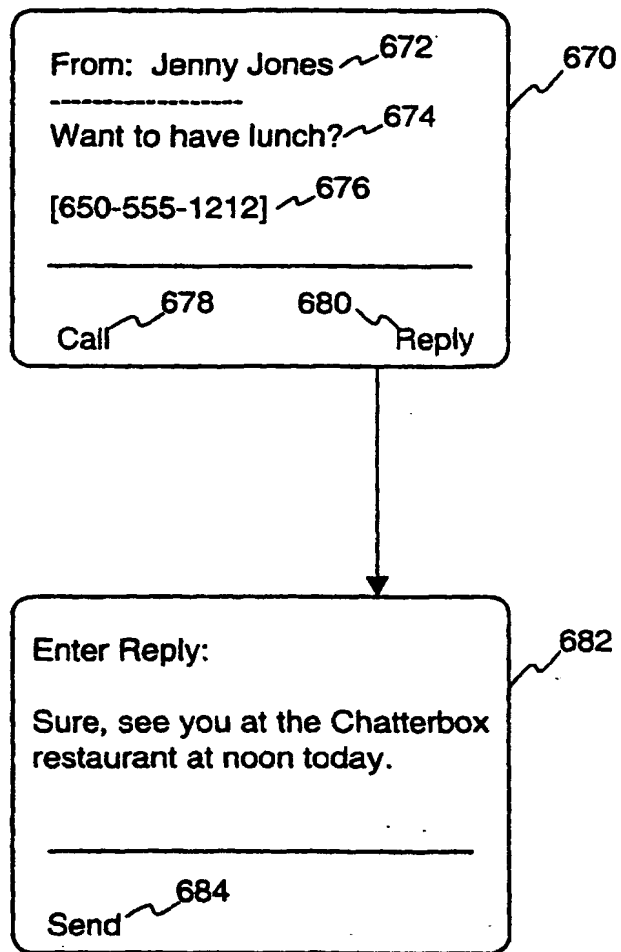 From: Jenny Jones 672
670
Want to have lunch? 674
[650-555-1212] 676
678 680
Call Reply
Enter Reply:
682
Sure, see you at the Chatterbox
restaurant at noon today.
684
Send